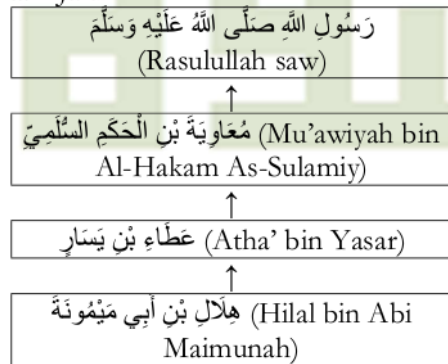 رَسُولِ اللَّهِ صَلَّى اللَّهُ عَلَيْهِ وَسَلَّمَ
(Rasulullah saw)
↑
مُعَاوِيَةَ بْنِ الْحَكَمِ السُّلَمِيِّ (Mu’awiyah bin
Al-Hakam As-Sulamiy)
↑
عَطَاءِ بْنِ يَسَارٍ (Atha’ bin Yasar)
↑
هِلَالِ بْنِ أَبِي مَيْمُونَةَ (Hilal bin Abi
Maimunah)